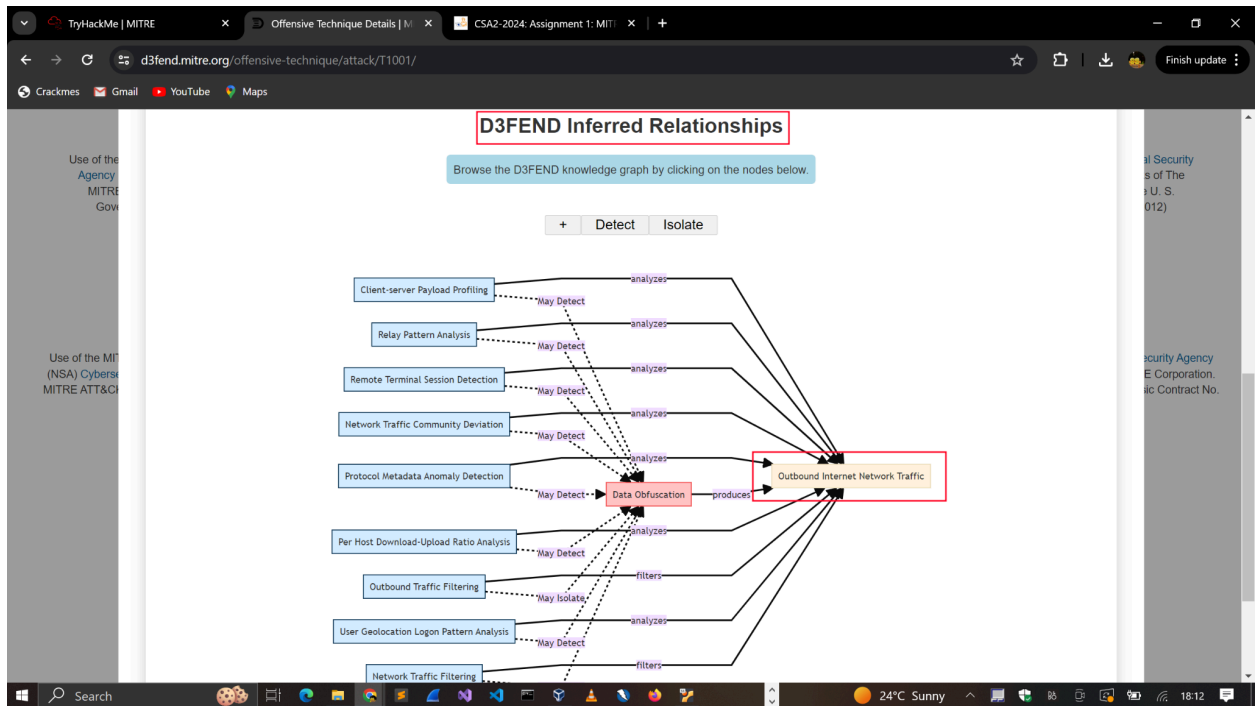 TryHackMe | MITRE
Offensive Technique Details | M
CSA2-2024: Assignment 1: MIT
d3fend.mitre.org/offensive-technique/attack/T1001/
Finish update
Crackmes
Gmail
YouTube
Maps
D3FEND Inferred Relationships
Browse the D3FEND knowledge graph by clicking on the nodes below.
+ Detect Isolate
Use of the
Agency
MITRE
Gove
al Security
s of The
U. S.
012)
Use of the MIT
(NSA) Cyberse
MITRE ATT&CK
ecurity Agency
E Corporation.
sic Contract No.
Client-server Payload Profiling
analyzes
May Detect
Relay Pattern Analysis
analyzes
May Detect
Remote Terminal Session Detection
analyzes
May Detect
Network Traffic Community Deviation
analyzes
May Detect
Protocol Metadata Anomaly Detection
analyzes
May Detect
Data Obfuscation
produces
Outbound Internet Network Traffic
Per Host Download-Upload Ratio Analysis
analyzes
May Detect
Outbound Traffic Filtering
filters
May Isolate
User Geolocation Logon Pattern Analysis
analyzes
May Detect
Network Traffic Filtering
filters
Search
24°C Sunny
18:12